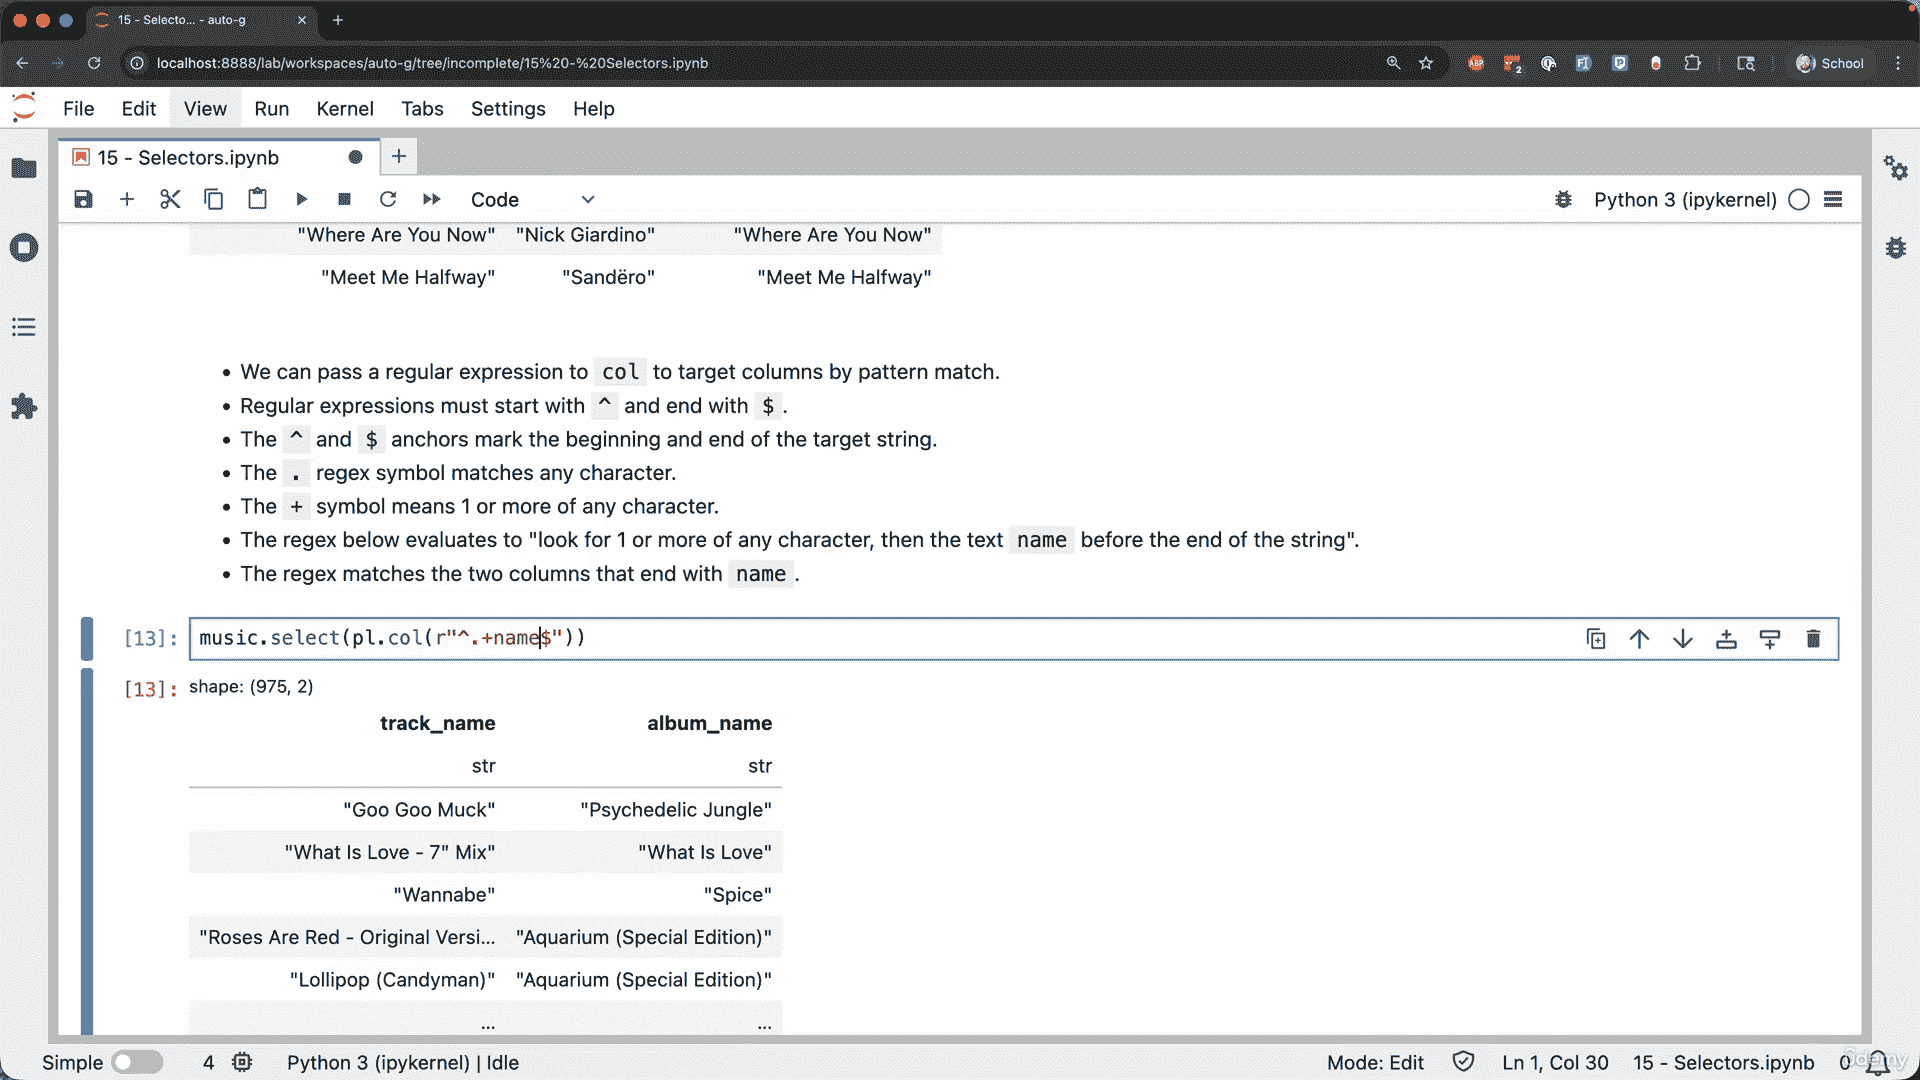 15 - Selecto... - auto-g
localhost:8888/lab/workspaces/auto-g/tree/incomplete/15%20-%20Selectors.ipynb
ABP
2
School
File Edit View Run Kernel Tabs Settings Help
15 - Selectors.ipynb
Code
Python 3 (ipykernel)
"Where Are You Now" "Nick Giardino" "Where Are You Now"
"Meet Me Halfway" "Sandëro" "Meet Me Halfway"
• We can pass a regular expression to col to target columns by pattern match.
• Regular expressions must start with ^ and end with $.
• The ^ and $ anchors mark the beginning and end of the target string.
• The . regex symbol matches any character.
• The + symbol means 1 or more of any character.
• The regex below evaluates to "look for 1 or more of any character, then the text name before the end of the string".
• The regex matches the two columns that end with name.
[13]: music.select(pl.col(r"^.+name$"))
[13]: shape: (975, 2)
track_name album_name
str str
"Goo Goo Muck" "Psychedelic Jungle"
"What Is Love - 7" Mix" "What Is Love"
"Wannabe" "Spice"
"Roses Are Red - Original Versi... "Aquarium (Special Edition)"
"Lollipop (Candyman)" "Aquarium (Special Edition)"
... ...
Simple 4 Python 3 (ipykernel) | Idle Mode: Edit Ln 1, Col 30 15 - Selectors.ipynb 0
Udemy